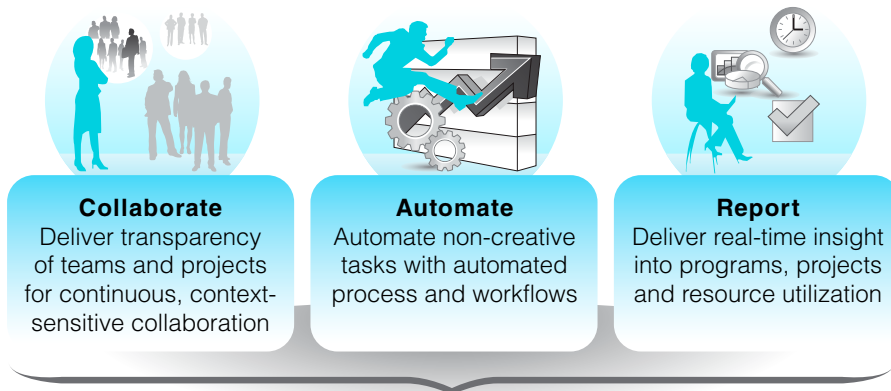 Collaborate
Deliver transparency
of teams and projects
for continuous, context-
sensitive collaboration
Automate
Automate non-creative
tasks with automated
process and workflows
Report
Deliver real-time insight
into programs, projects
and resource utilization